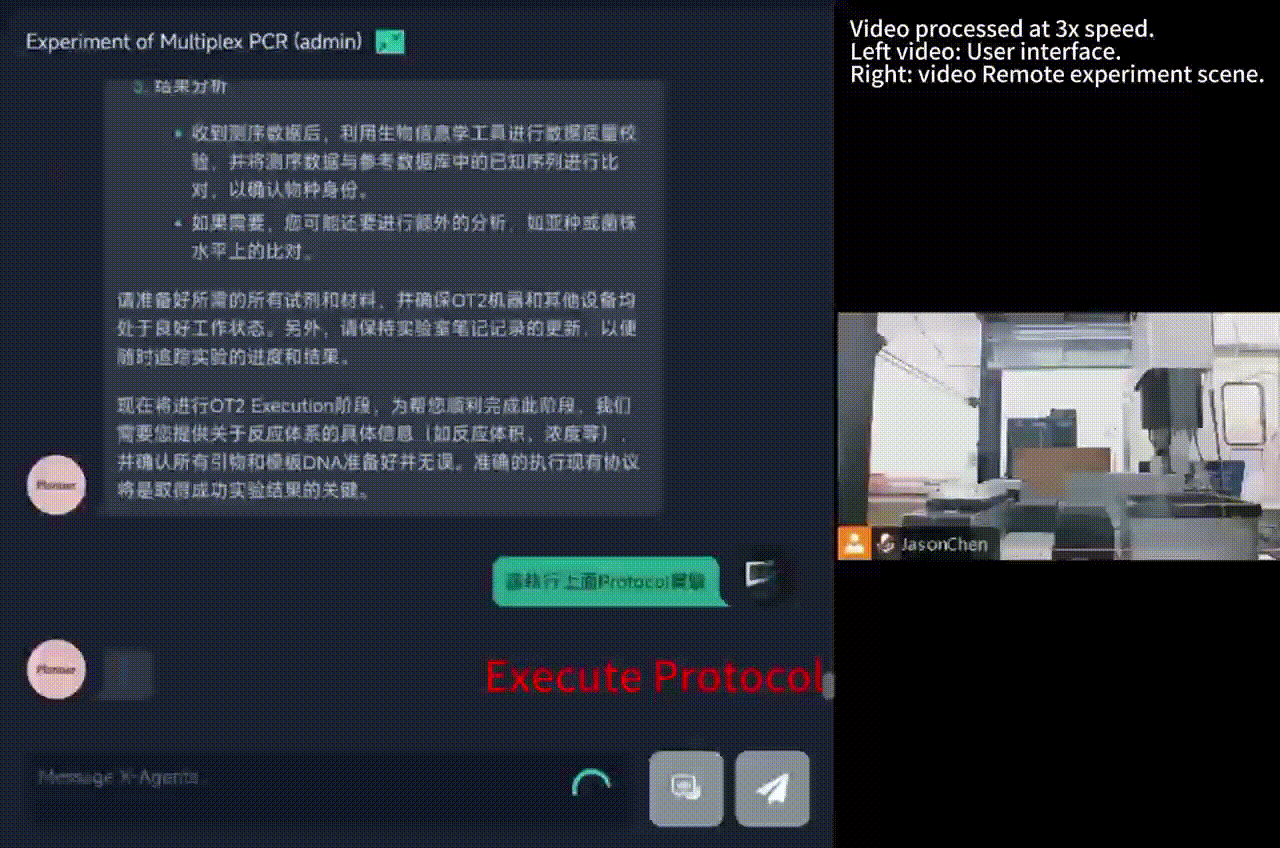 Experiment of Multiplex PCR (admin)
3. 结果分析
• 收到测序数据后，利用生物信息学工具进行数据质量校
验，并将测序数据与参考数据库中的已知序列进行比
对，以确认物种身份。
• 如果需要，您可能还要进行额外的分析，如亚种或菌株
水平上的比对。
请准备好所需的所有试剂和材料，并确保OT2机器和其他设备均
处于良好工作状态。另外，请保持实验室笔记记录的更新，以便
随时追踪实验的进度和结果。
现在将进行OT2 Execution阶段，为帮您顺利完成此阶段，我们
需要您提供关于反应体系的具体信息（如反应体积，浓度等），
并确认所有引物和模板DNA准备好并无误。准确的执行现有协议
将是取得成功实验结果的关键。
Planner
执行上面Protocol
Planner
Execute Protocol
Message X-Agents
Video processed at 3x speed.
Left video: User interface.
Right: video Remote experiment scene.
JasonChen